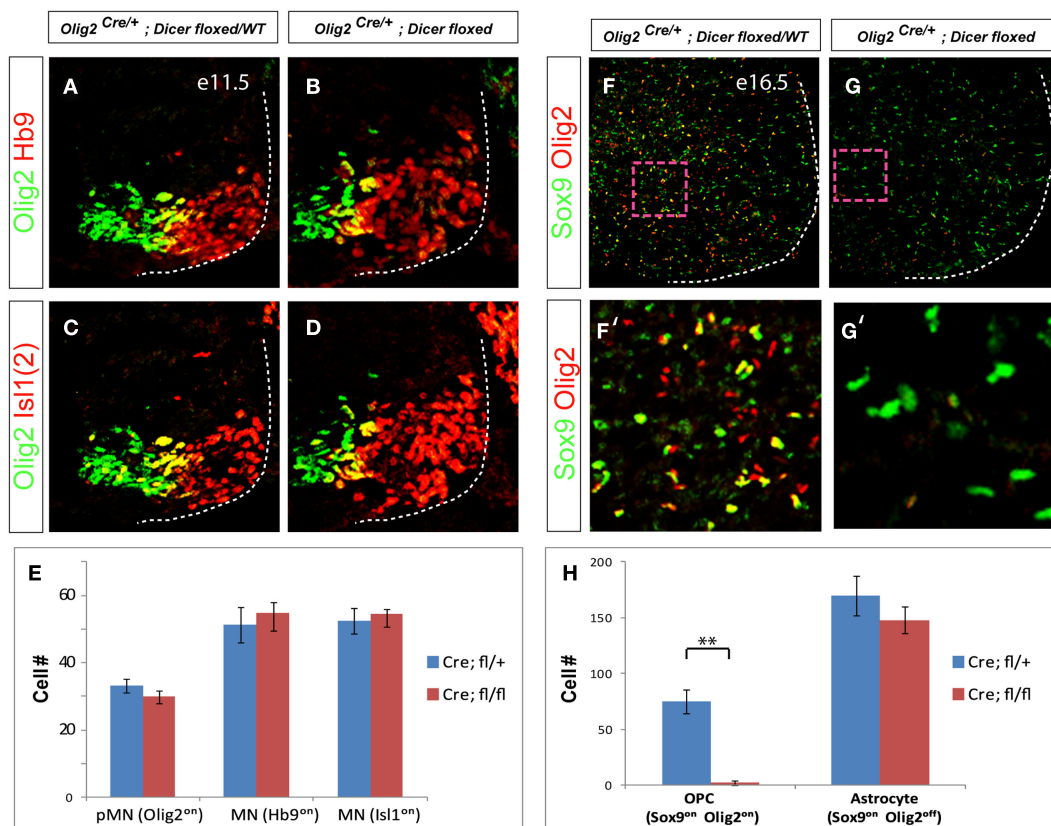 Olig2 Cre/+ ; Dicer floxed/WT
Olig2 Cre/+ ; Dicer floxed
Olig2 Cre/+ ; Dicer floxed/WT
Olig2 Cre/+ ; Dicer floxed
Olig2 Hb9
A
e11.5
B
Sox9 Olig2
F
e16.5
G
Olig2 Isl1(2)
C
D
Sox9 Olig2
F'
G'
E
Cell#
60
40
20
0
pMN (Olig2on)
MN (Hb9on)
MN (Isl1on)
Cre; fl/+
Cre; fl/fl
H
Cell#
200
150
100
50
0
**
OPC
(Sox9on Olig2on)
Astrocyte
(Sox9on Olig2off)
Cre; fl/+
Cre; fl/fl